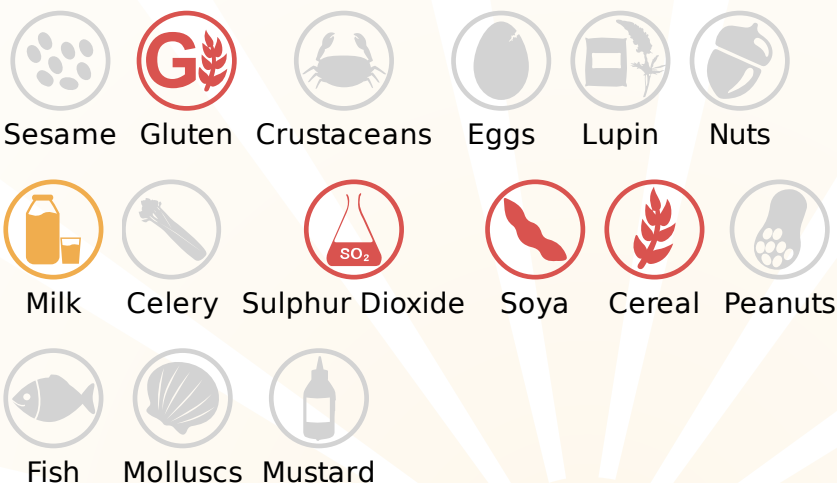 G
Sesame Gluten Crustaceans Eggs Lupin Nuts
SO₂
Milk Celery Sulphur Dioxide Soya Cereal Peanuts
Fish Molluscs Mustard